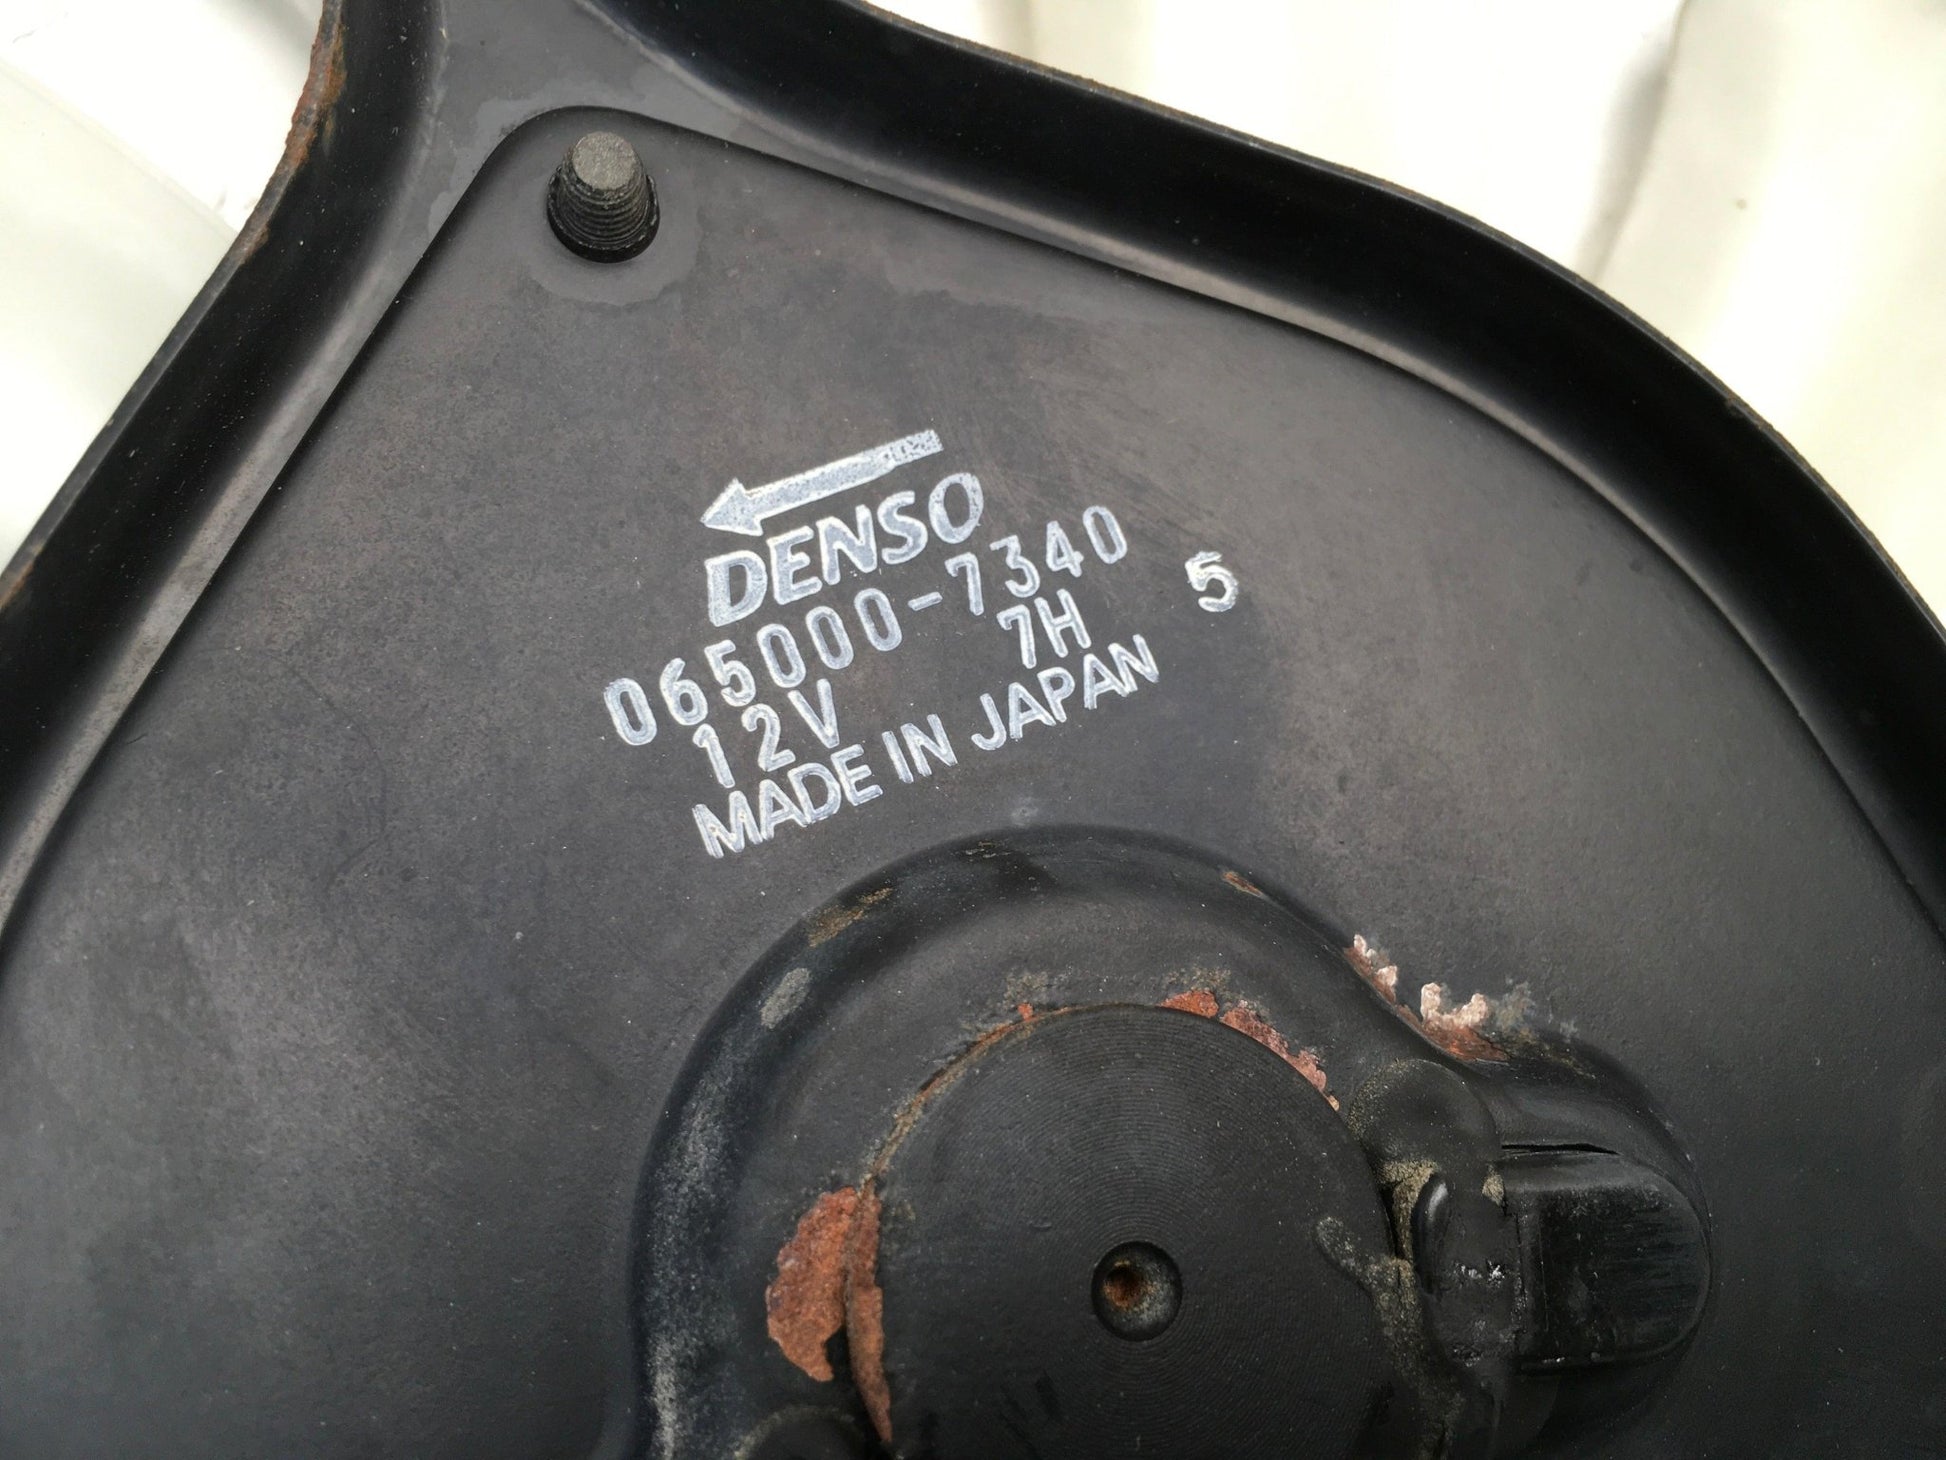 DENSO
065000-7340 5
12V 7H
MADE IN JAPAN